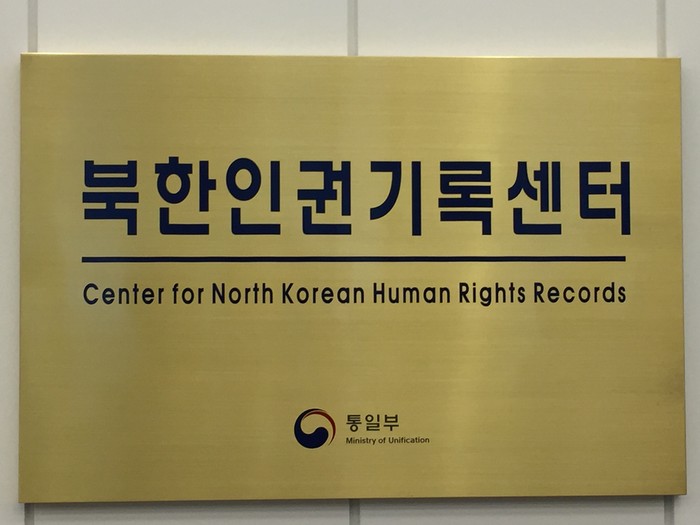 북한인권기록센터
Center for North Korean Human Rights Records
통일부
Ministry of Unification